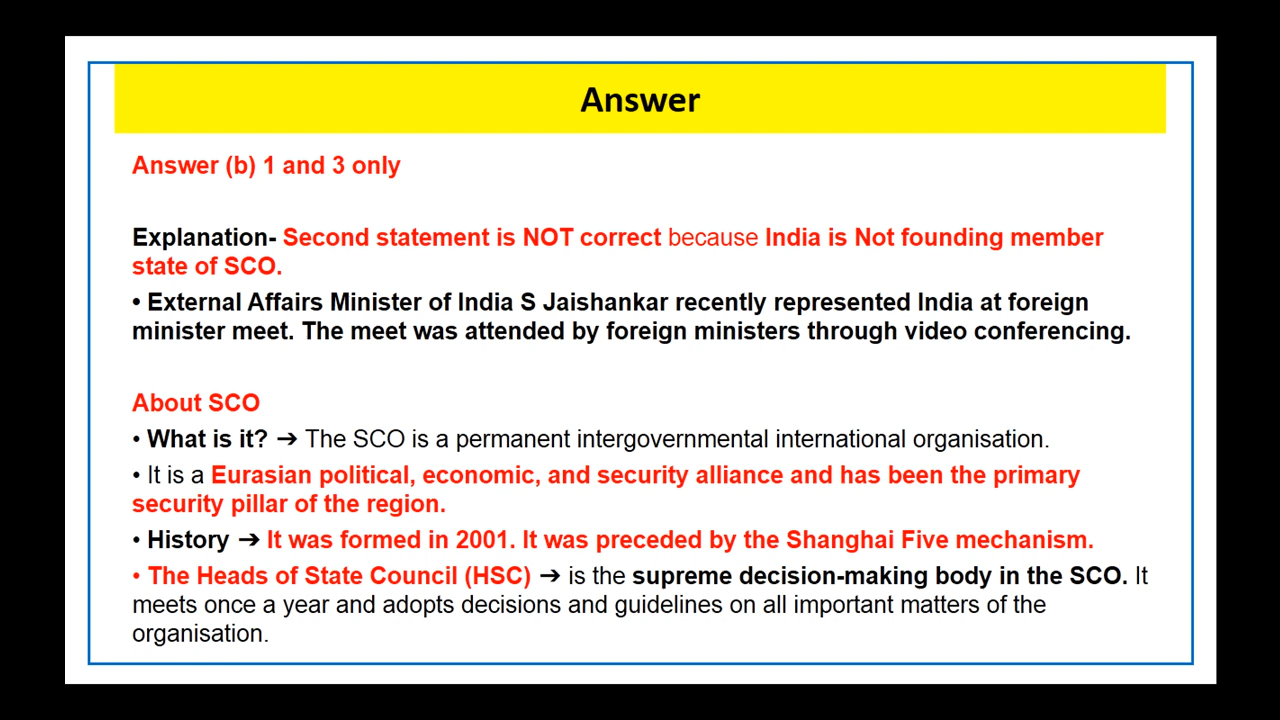 Answer
Answer (b) 1 and 3 only
Explanation- Second statement is NOT correct because India is Not founding member
state of SCO.
• External Affairs Minister of India S Jaishankar recently represented India at foreign
minister meet. The meet was attended by foreign ministers through video conferencing.
About SCO
• What is it? ➔ The SCO is a permanent intergovernmental international organisation.
• It is a Eurasian political, economic, and security alliance and has been the primary
security pillar of the region.
• History ➔ It was formed in 2001. It was preceded by the Shanghai Five mechanism.
• The Heads of State Council (HSC) ➔ is the supreme decision-making body in the SCO. It
meets once a year and adopts decisions and guidelines on all important matters of the
organisation.